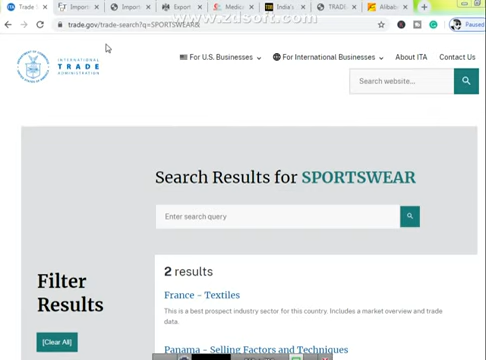 Trade
Import
Import
Export
Medic
India's
TRADI
Alibab
www.zdsoft.com
trade.gov/trade-search?q=SPORTSWEAR&
Paused
INTERNATIONAL
TRADE
ADMINISTRATION
For U.S. Businesses
For International Businesses
About ITA
Contact Us
Search website...
Search Results for SPORTSWEAR
Enter search query
Filter
Results
[Clear All]
2 results
France - Textiles
This is a best prospect industry sector for this country. Includes a market overview and trade
data.
Panama - Selling Factors and Techniques